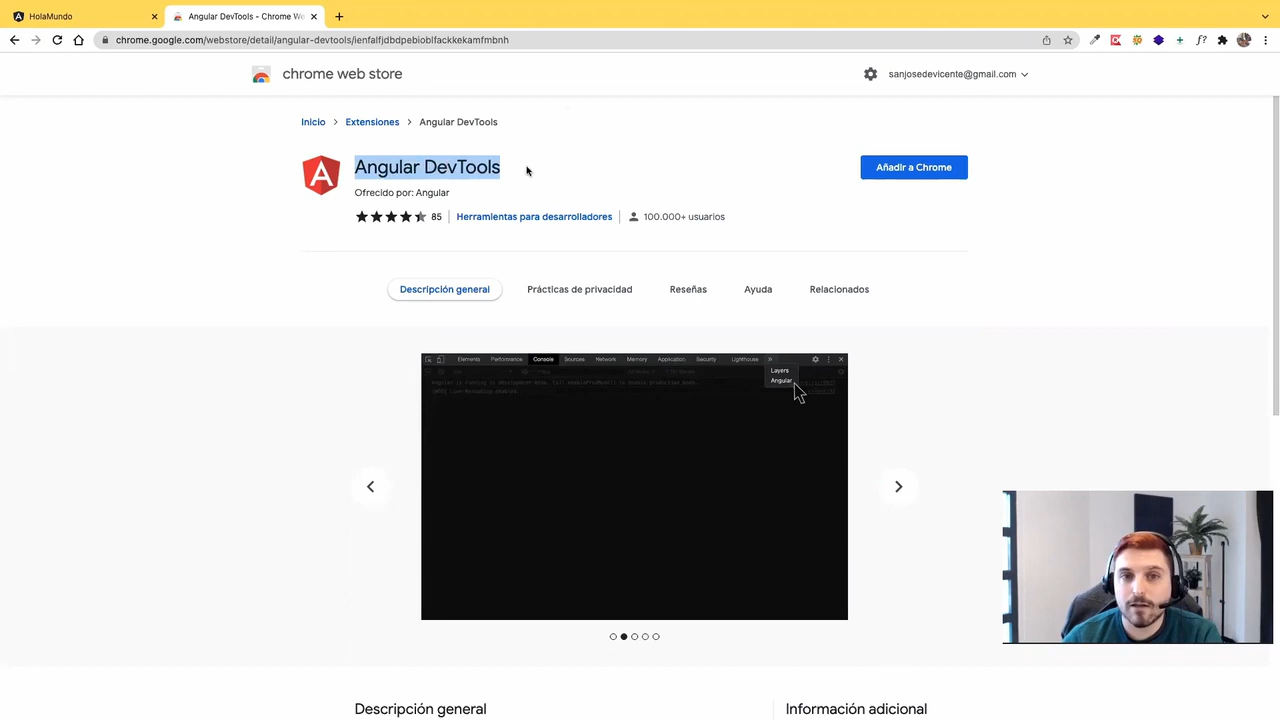 HolaMundo
Angular DevTools - Chrome We
chrome.google.com/webstore/detail/angular-devtools/ienfalfjdbdpebioblfackkekamfmbnh
chrome web store
sanjosedevicente@gmail.com
Inicio > Extensiones > Angular DevTools
Angular DevTools
Añadir a Chrome
Ofrecido por: Angular
85
Herramientas para desarrolladores
100.000+ usuarios
Descripción general
Prácticas de privacidad
Reseñas
Ayuda
Relacionados
Elements Performance Console Sources Network Memory Application Security Lighthouse »
Layers
Angular
Descripción general
Información adicional